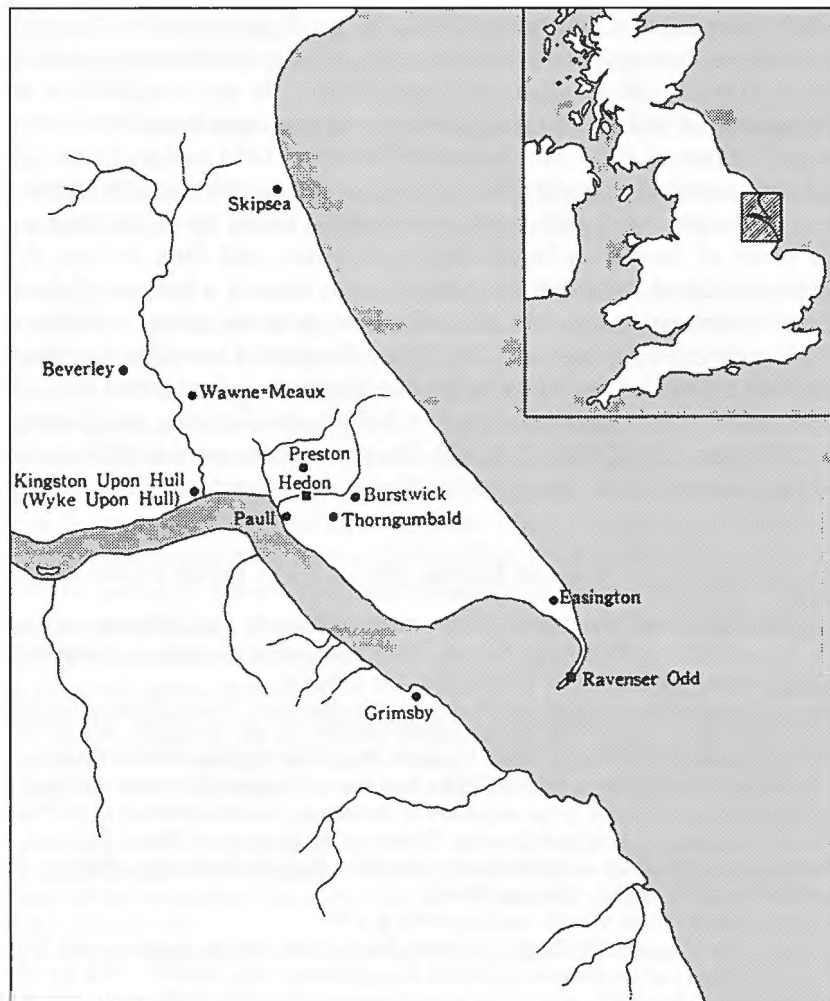 Skipsea
Beverley
Wawne=Meaux
Preston
Hedon
Kingston Upon Hull
(Wyke Upon Hull)
Burstwick
Paull
Thorngumbald
Easington
Ravenser Odd
Grimsby